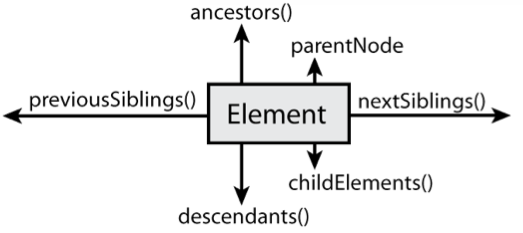 ancestors()
parentNode
previousSiblings()
Element
nextSiblings()
childElements()
descendants()